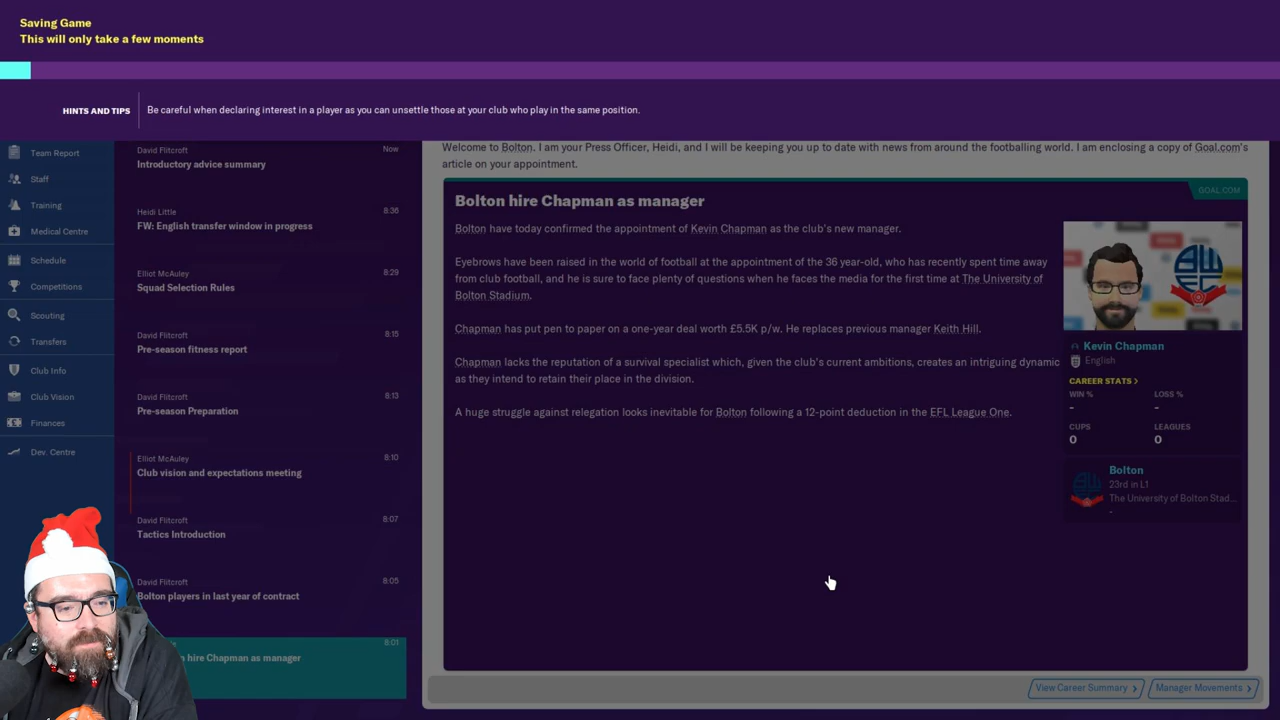 Saving Game
This will only take a few moments
HINTS AND TIPS
Be careful when declaring interest in a player as you can unsettle those at your club who play in the same position.
Team Report
Staff
Training
Medical Centre
Schedule
Competitions
Scouting
Transfers
Club Info
Club Vision
Finances
Dev. Centre
David Flitcroft
Now
Introductory advice summary
Heidi Little
8:36
FW: English transfer window in progress
Elliot McAuley
8:29
Squad Selection Rules
David Flitcroft
8:15
Pre-season fitness report
David Flitcroft
8:13
Pre-season Preparation
Elliot McAuley
8:10
Club vision and expectations meeting
David Flitcroft
8:07
Tactics Introduction
David Flitcroft
8:05
Bolton players in last year of contract
8:01
hire Chapman as manager
Welcome to Bolton. I am your Press Officer, Heidi, and I will be keeping you up to date with news from around the footballing world. I am enclosing a copy of Goal.com's
article on your appointment.
GOAL.COM
Bolton hire Chapman as manager
Bolton have today confirmed the appointment of Kevin Chapman as the club's new manager.
Eyebrows have been raised in the world of football at the appointment of the 36 year-old, who has recently spent time away
from club football, and he is sure to face plenty of questions when he faces the media for the first time at The University of
Bolton Stadium.
Chapman has put pen to paper on a one-year deal worth £5.5K p/w. He replaces previous manager Keith Hill.
Chapman lacks the reputation of a survival specialist which, given the club's current ambitions, creates an intriguing dynamic
as they intend to retain their place in the division.
A huge struggle against relegation looks inevitable for Bolton following a 12-point deduction in the EFL League One.
Kevin Chapman
English
CAREER STATS >
WIN %
LOSS %
-
-
CUPS
LEAGUES
0
0
Bolton
23rd in L1
The University of Bolton Stad...
-
View Career Summary >
Manager Movements >